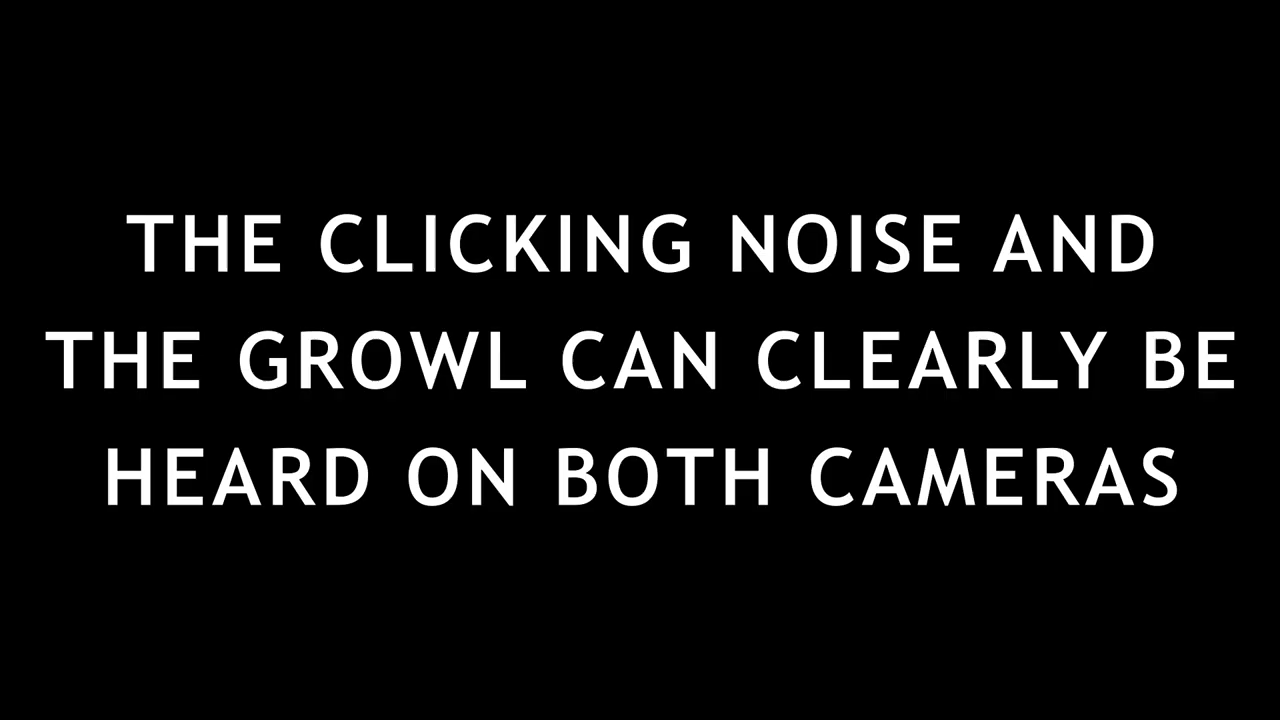 THE CLICKING NOISE AND
THE GROWL CAN CLEARLY BE
HEARD ON BOTH CAMERAS